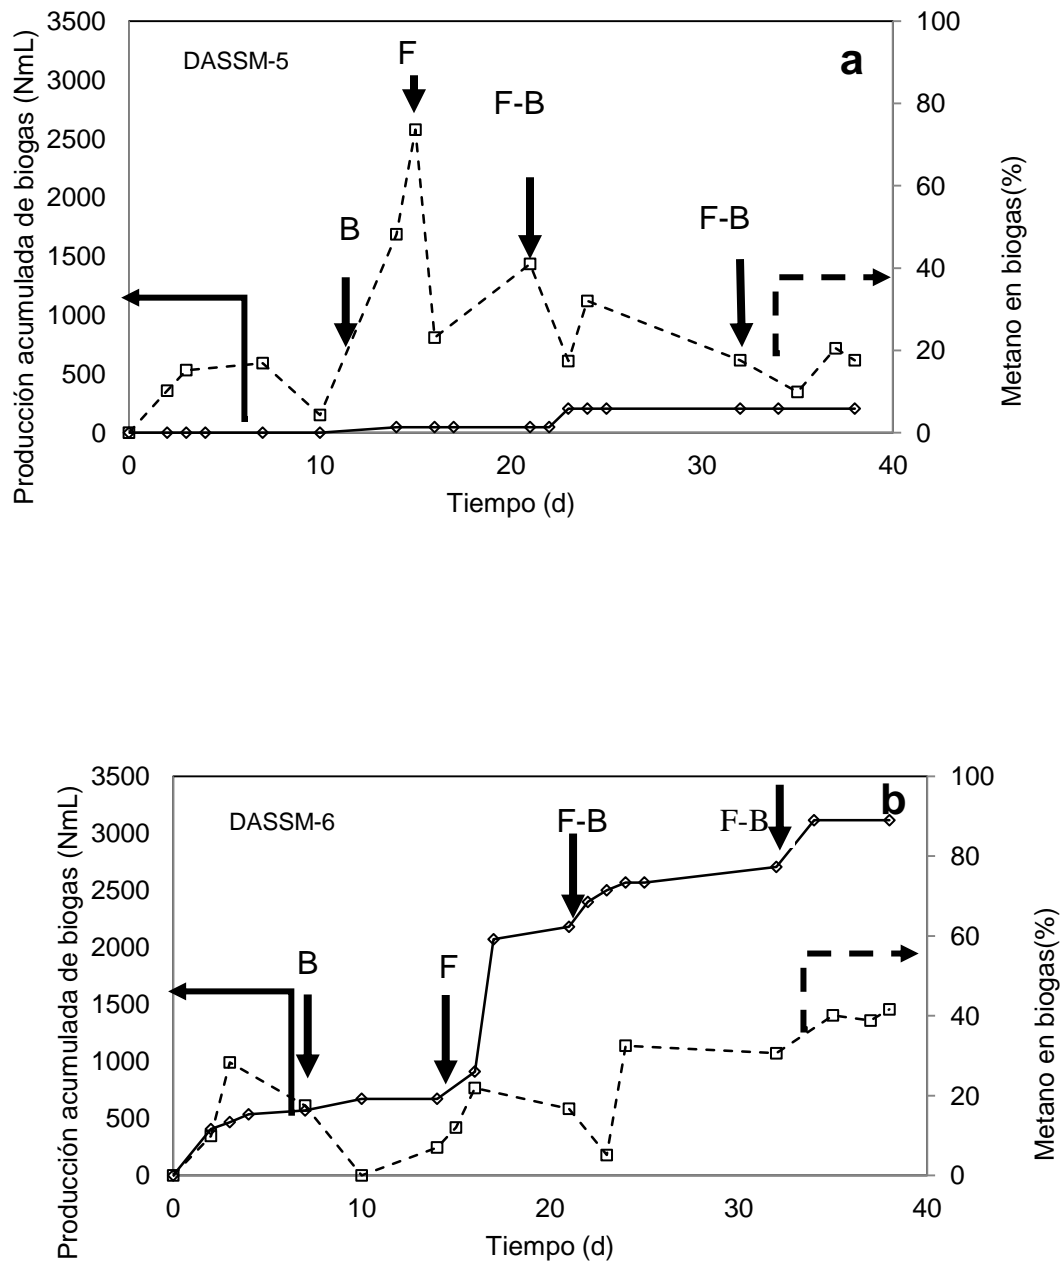 3500
3000
2500
2000
1500
1000
500
0
Producción acumulada de biogas (NmL)
DASSM-5
a
B
F
F-B
F-B
100
80
60
40
20
0
Metano en biogas(%)
0 10 20 30 40
Tiempo (d)
3500
3000
2500
2000
1500
1000
500
0
Producción acumulada de biogas (NmL)
DASSM-6
b
B
F
F-B
F-B
100
80
60
40
20
0
Metano en biogas(%)
0 10 20 30 40
Tiempo (d)